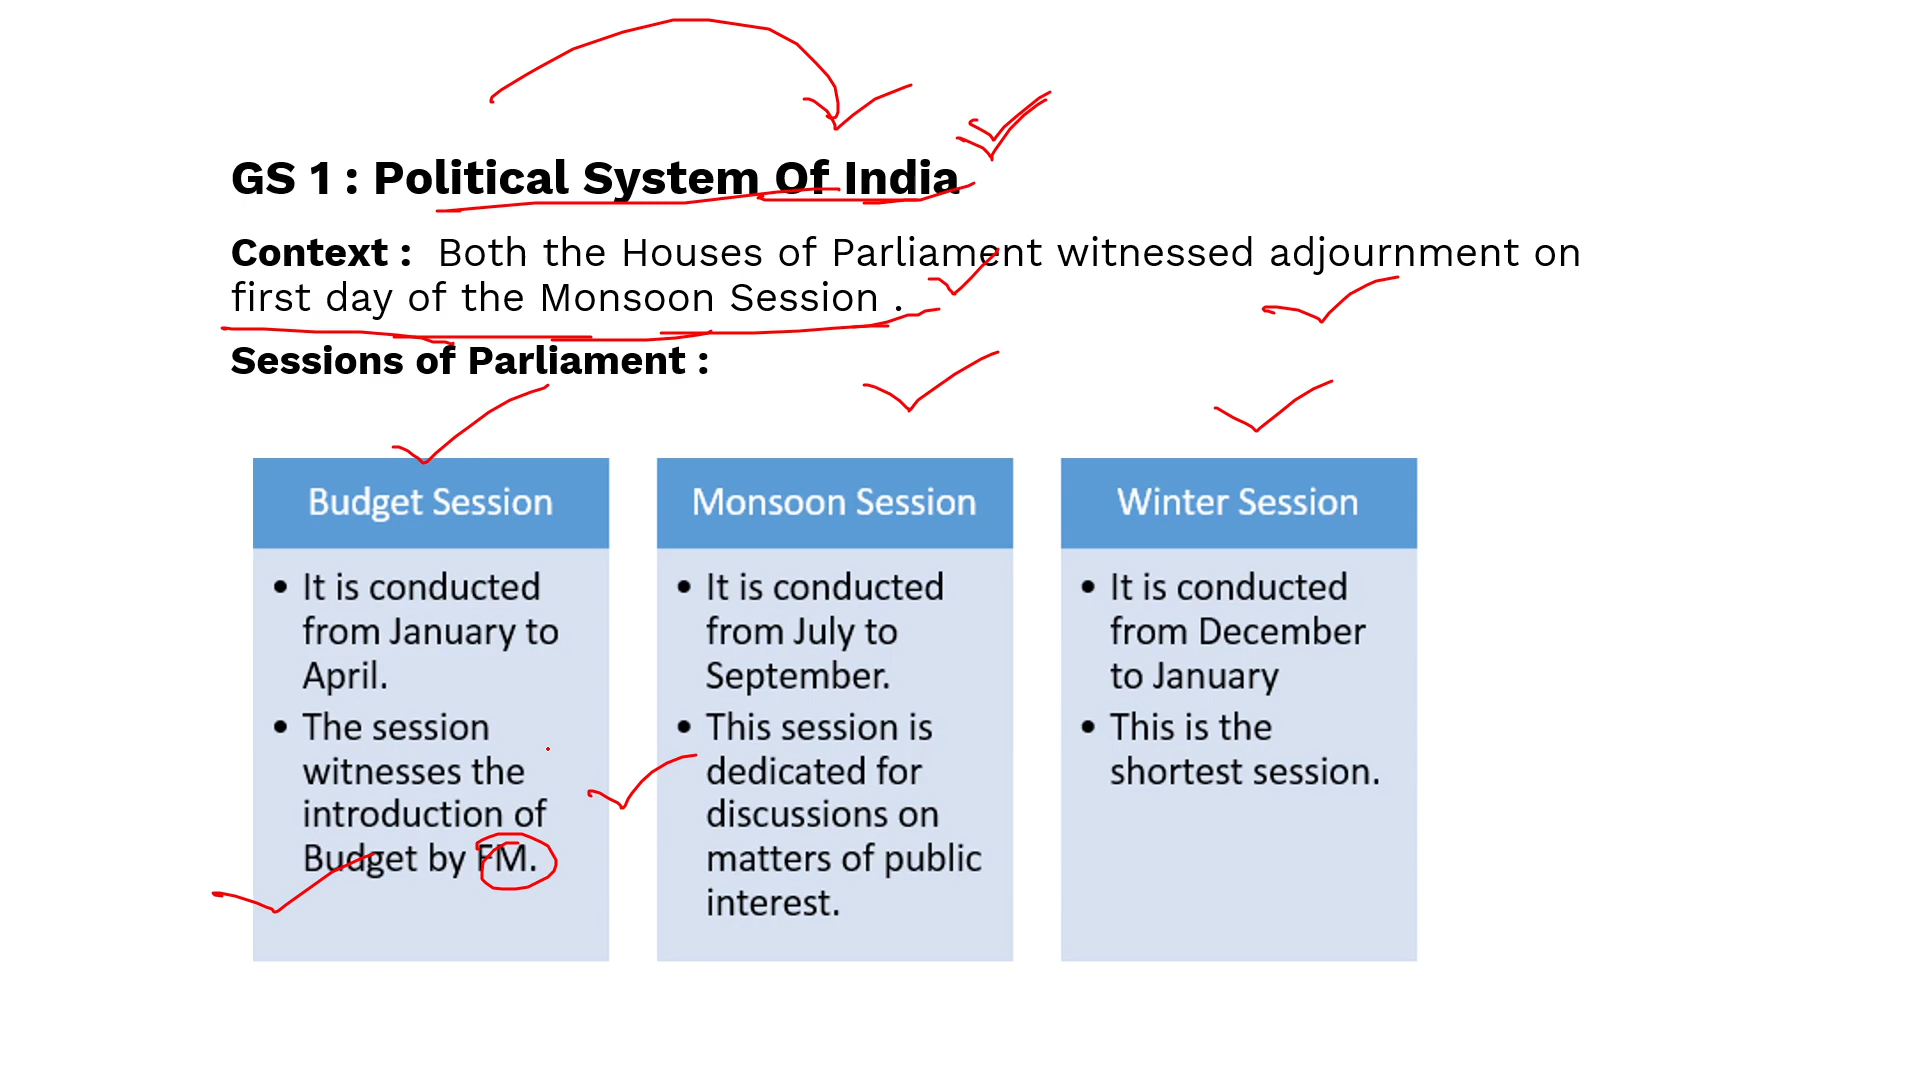 GS 1 : Political System Of India
Context : Both the Houses of Parliament witnessed adjournment on
first day of the Monsoon Session .
Sessions of Parliament :
Budget Session
• It is conducted
from January to
April.
• The session
witnesses the
introduction of
Budget by FM.
Monsoon Session
• It is conducted
from July to
September.
• This session is
dedicated for
discussions on
matters of public
interest.
Winter Session
• It is conducted
from December
to January
• This is the
shortest session.